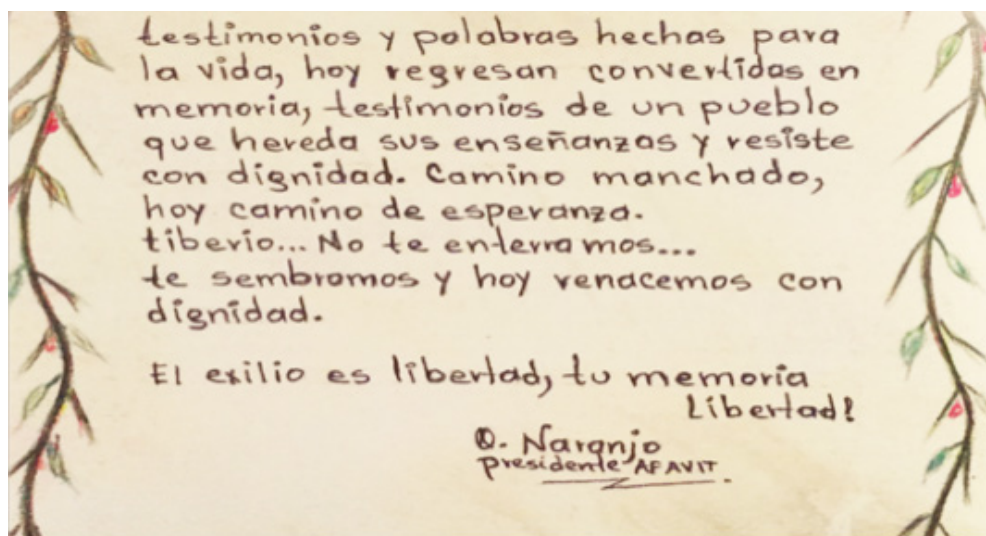 testimonios y palabras hechas para
la vida, hoy regresan convertidas en
memoria, testimonios de un pueblo
que hereda sus enseñanzas y resiste
con dignidad. Camino manchado,
hoy camino de esperanza.
tiberio... No te enterramos...
te sembramos y hoy renacemos con
dignidad.
El exilio es libertad, tu memoria
Libertad!
O. Naranjo
presidente AFAVIT